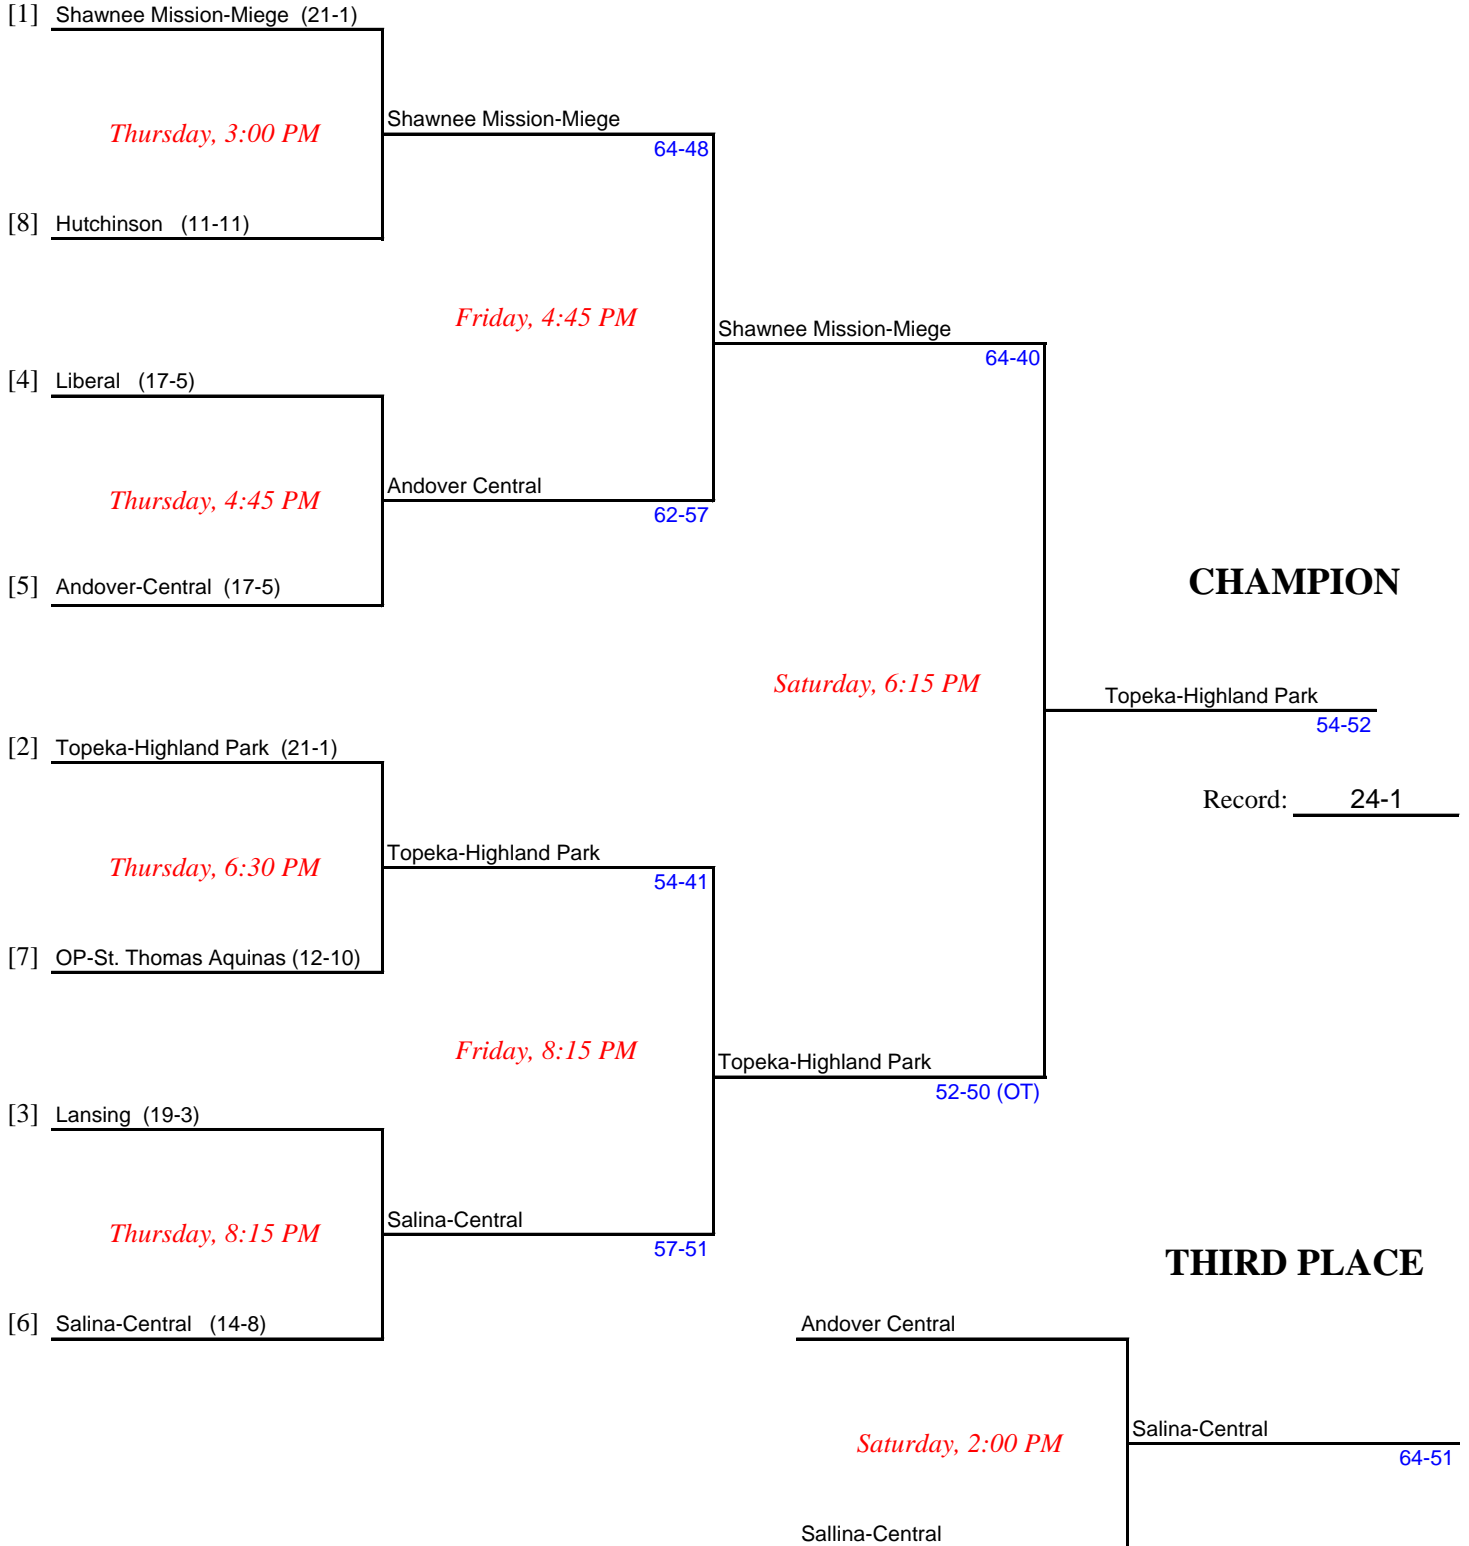 [1] Shawnee Mission-Miege (21-1)
Thursday, 3:00 PM
Shawnee Mission-Miege
64-48
[8] Hutchinson (11-11)
Friday, 4:45 PM
Shawnee Mission-Miege
64-40
[4] Liberal (17-5)
Thursday, 4:45 PM
Andover Central
62-57
[5] Andover-Central (17-5)
CHAMPION
Saturday, 6:15 PM
Topeka-Highland Park
54-52
[2] Topeka-Highland Park (21-1)
Record: 24-1
Thursday, 6:30 PM
Topeka-Highland Park
54-41
[7] OP-St. Thomas Aquinas (12-10)
Friday, 8:15 PM
Topeka-Highland Park
52-50 (OT)
[3] Lansing (19-3)
Thursday, 8:15 PM
Salina-Central
57-51
THIRD PLACE
[6] Salina-Central (14-8)
Andover Central
Saturday, 2:00 PM
Salina-Central
64-51
Sallina-Central